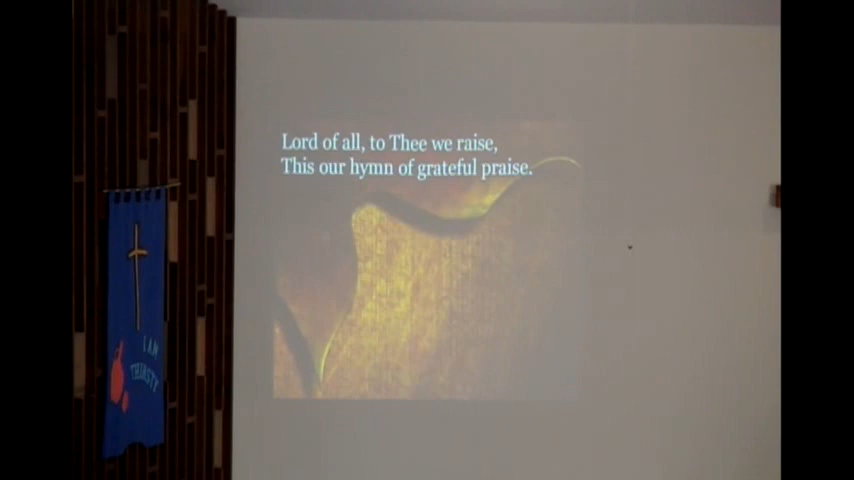 Lord of all, to Thee we raise,
This our hymn of grateful praise.
I AM
THIRSTY